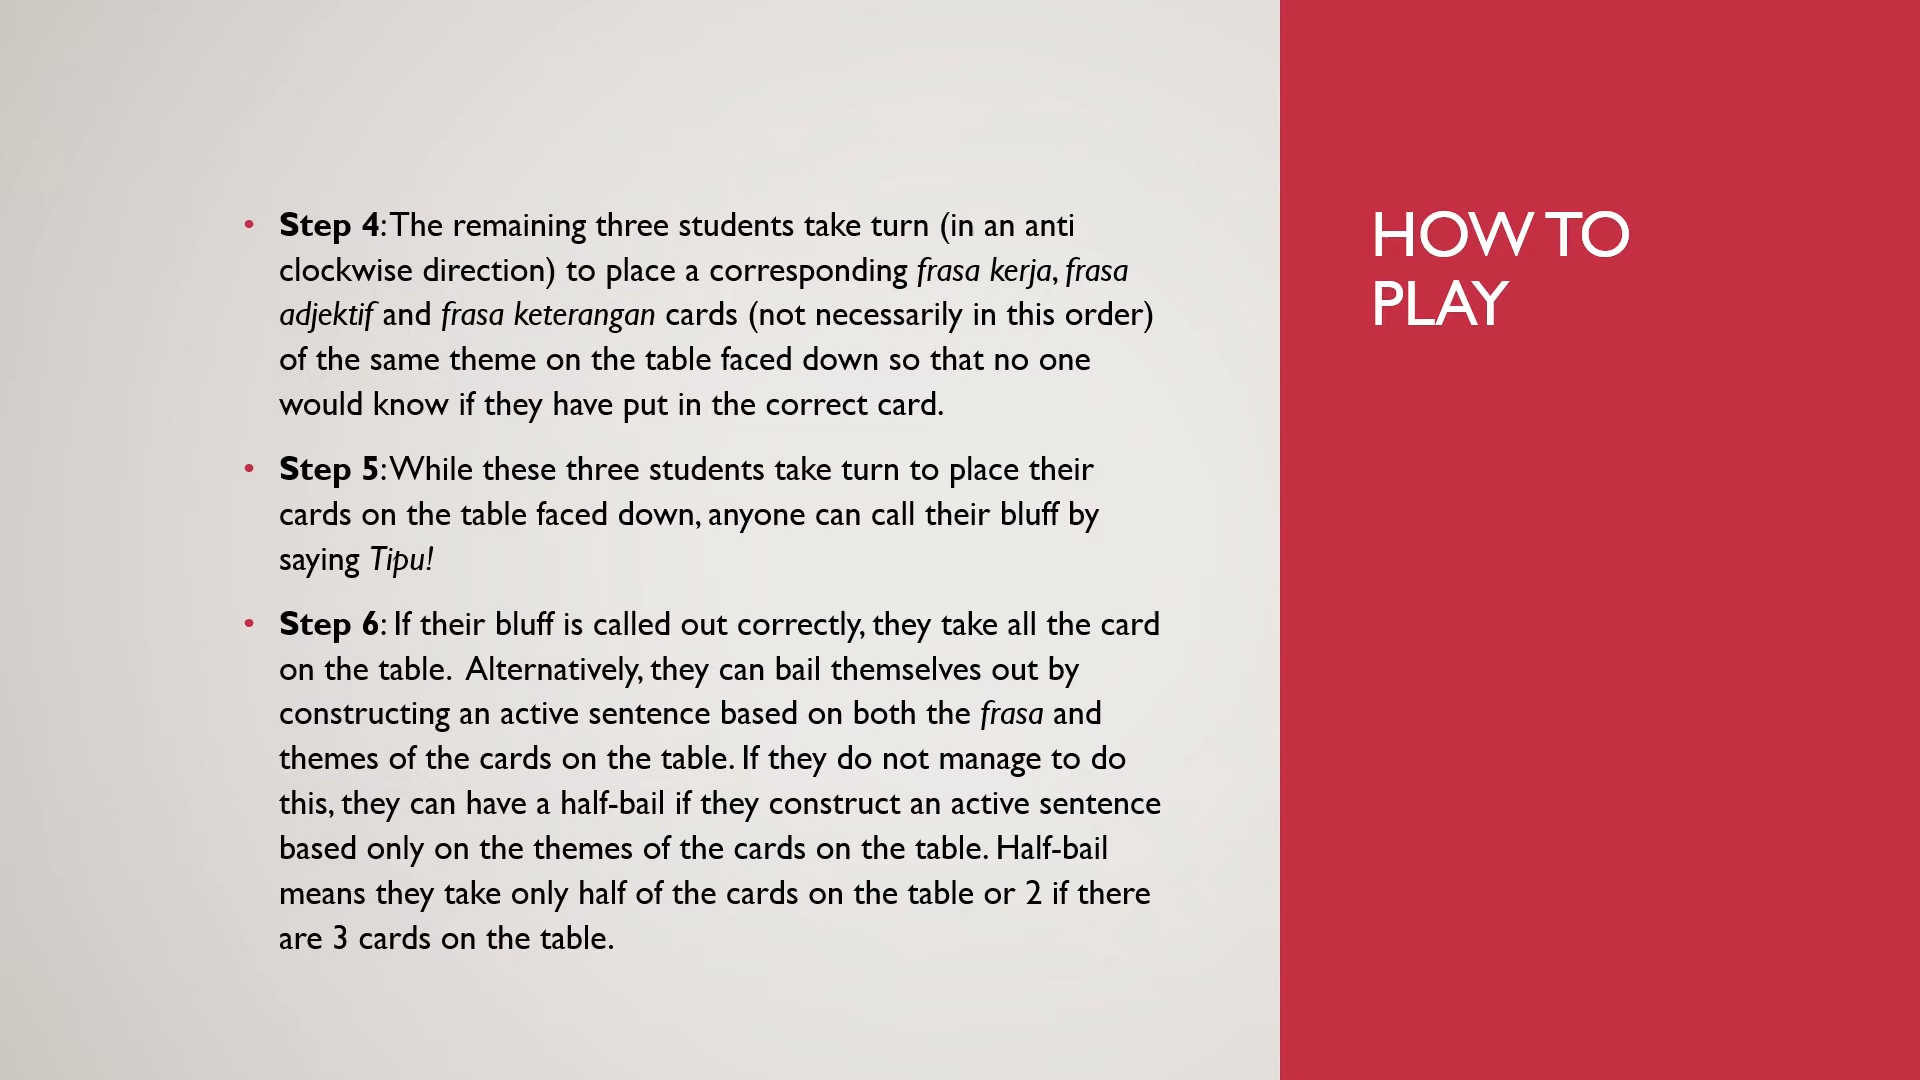 • Step 4: The remaining three students take turn (in an anti
clockwise direction) to place a corresponding frasa kerja, frasa
adjektif and frasa keterangan cards (not necessarily in this order)
of the same theme on the table faced down so that no one
would know if they have put in the correct card.
• Step 5: While these three students take turn to place their
cards on the table faced down, anyone can call their bluff by
saying Tipu!
• Step 6: If their bluff is called out correctly, they take all the card
on the table.  Alternatively, they can bail themselves out by
constructing an active sentence based on both the frasa and
themes of the cards on the table. If they do not manage to do
this, they can have a half-bail if they construct an active sentence
based only on the themes of the cards on the table. Half-bail
means they take only half of the cards on the table or 2 if there
are 3 cards on the table.
HOW TO
PLAY